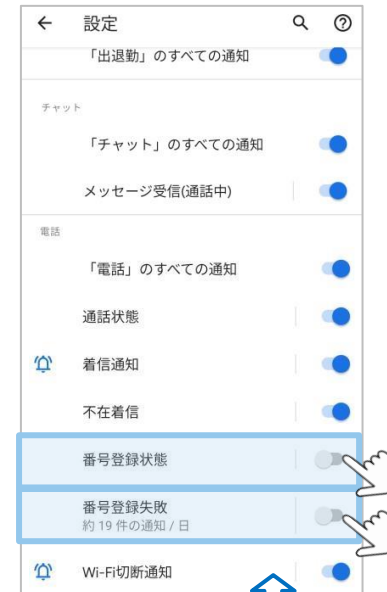 設定
「出退勤」のすべての通知
チャット
「チャット」のすべての通知
メッセージ受信(通話中)
電話
「電話」のすべての通知
通話状態
着信通知
不在着信
番号登録状態
番号登録失敗
約 19 件の通知 / 日
Wi-Fi切断通知